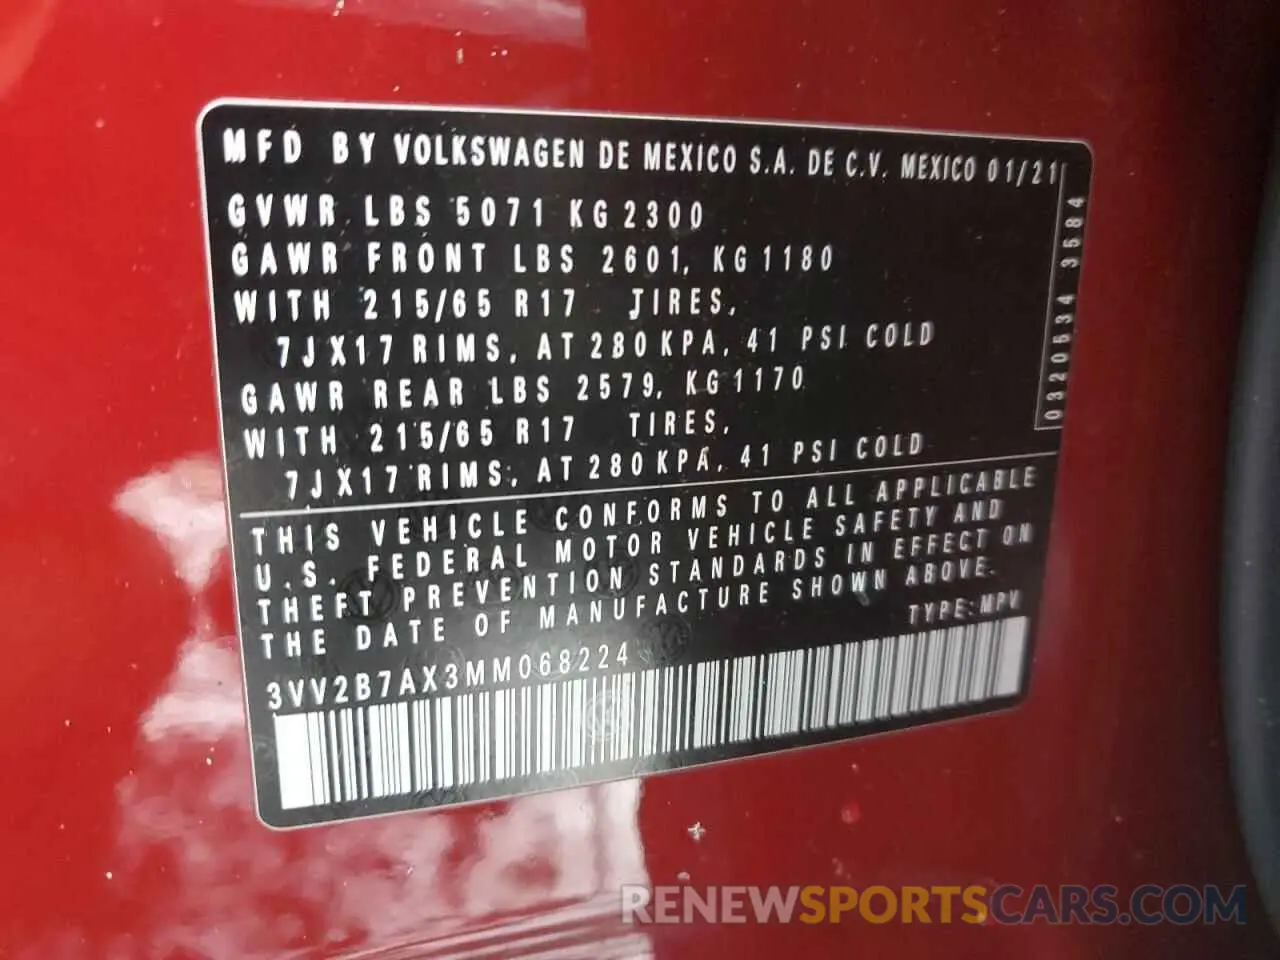 MFD BY VOLKSWAGEN DE MEXICO S.A. DE C.V. MEXICO 01/21
GVWR LBS 5071 KG 2300
GAWR FRONT LBS 2601, KG 1180
WITH 215/65 R17 TIRES,
7JX17 RIMS, AT 280 KPA, 41 PSI COLD
GAWR REAR LBS 2579, KG 1170
WITH 215/65 R17 TIRES,
7JX17 RIMS, AT 280 KPA, 41 PSI COLD
0320534 3584
THIS VEHICLE CONFORMS TO ALL APPLICABLE
U.S. FEDERAL MOTOR VEHICLE SAFETY AND
THEFT PREVENTION STANDARDS IN EFFECT ON
THE DATE OF MANUFACTURE SHOWN ABOVE.
TYPE: MPV
3VV2B7AX3MM068224
RENEWSPORTSCARS.COM